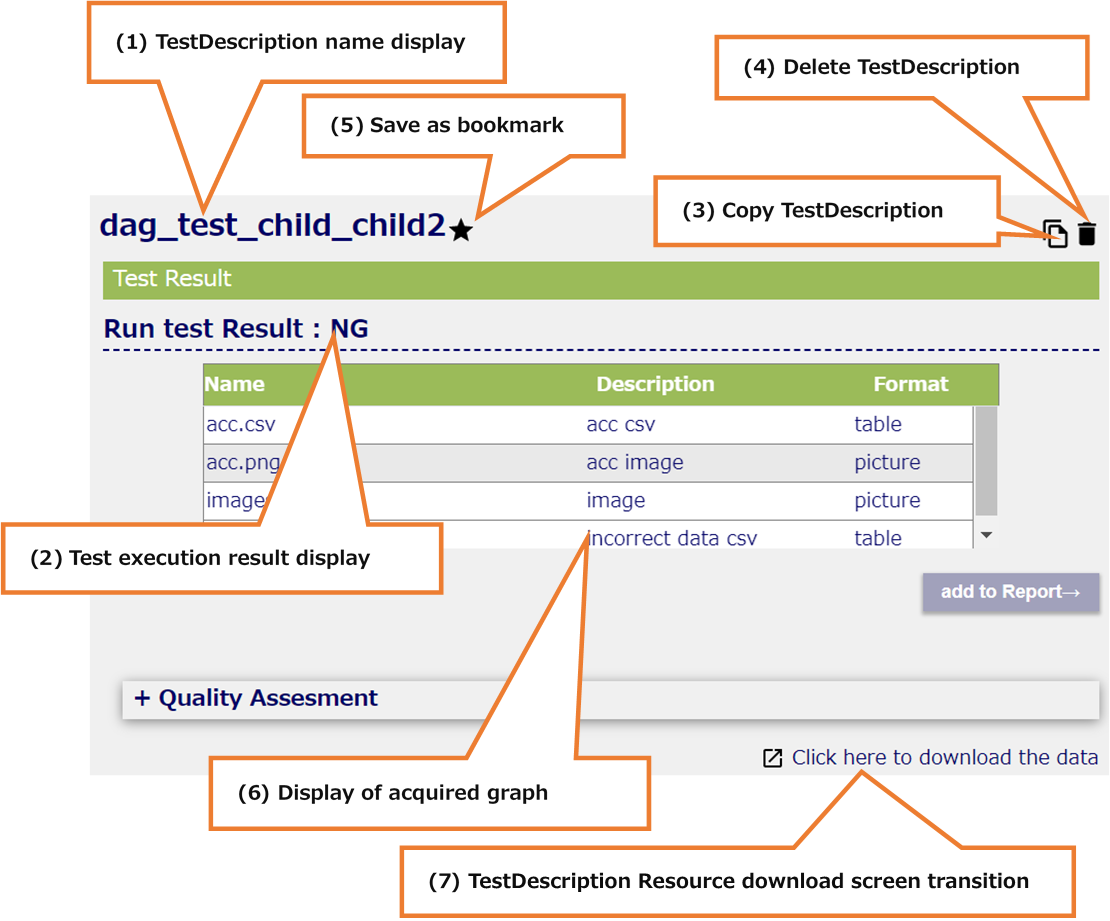 (1) TestDescription name display
(4) Delete TestDescription
(5) Save as bookmark
(3) Copy TestDescription
dag_test_child_child2
Test Result
Run test Result : NG
Name Description Format
acc.csv acc csv table
acc.png acc image picture
image image picture
incorrect data csv table
(2) Test execution result display
add to Report→
+ Quality Assesment
Click here to download the data
(6) Display of acquired graph
(7) TestDescription Resource download screen transition